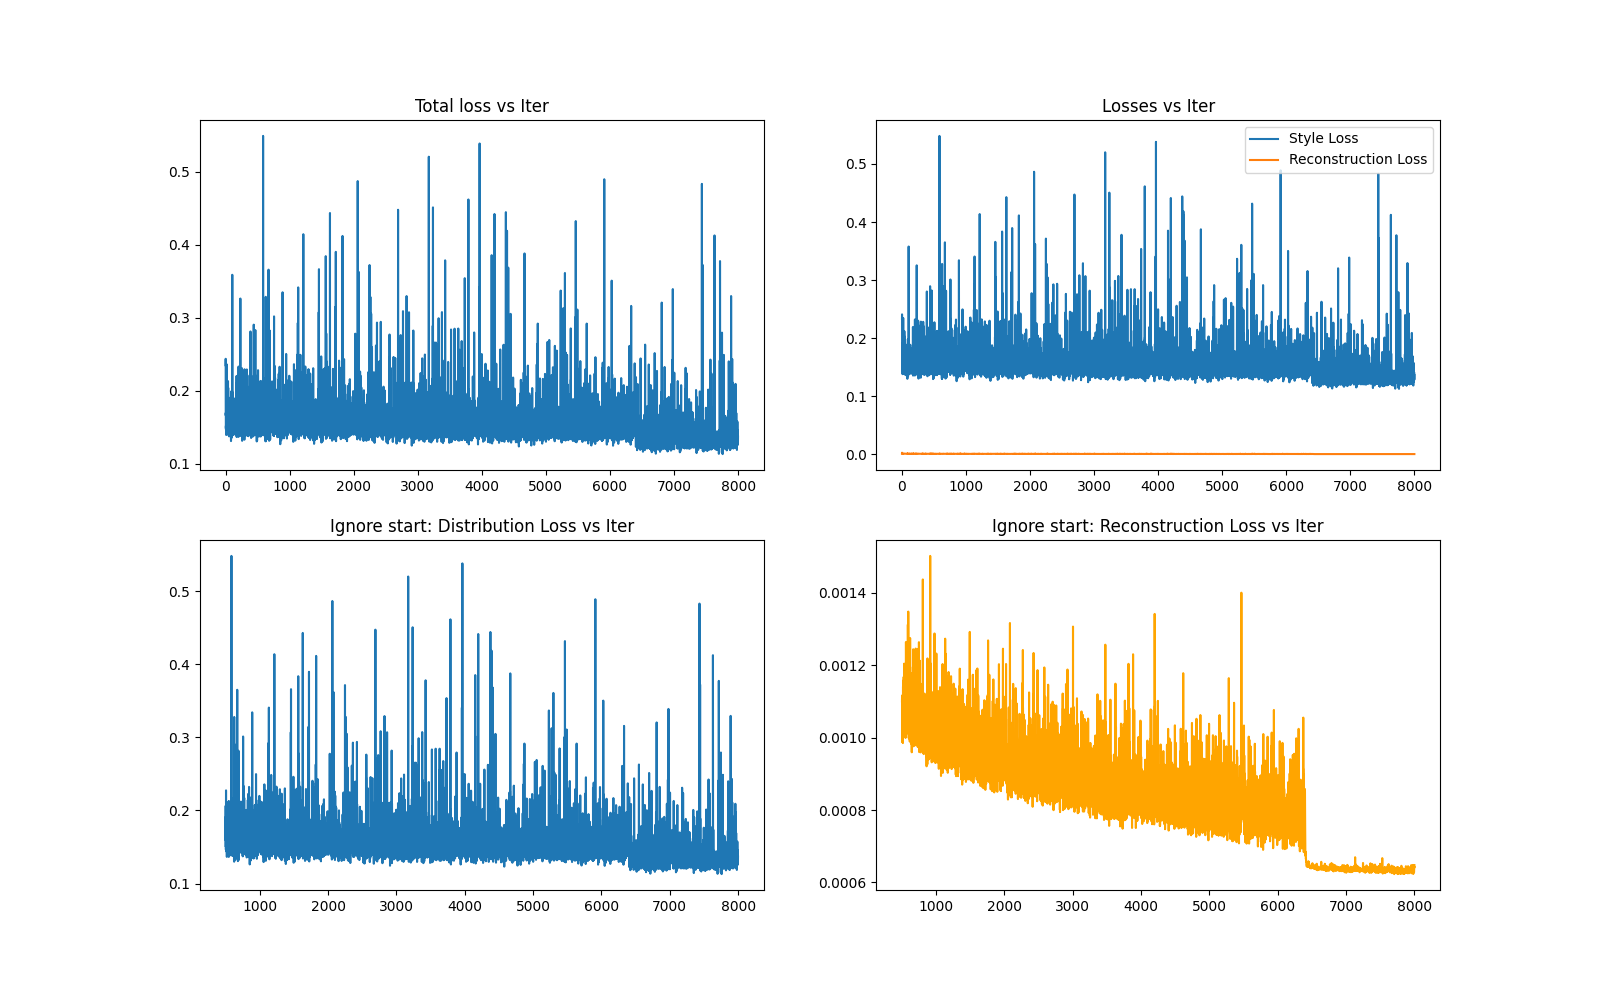 Total loss vs Iter
0.5
0.4
0.3
0.2
0.1
0 1000 2000 3000 4000 5000 6000 7000 8000
Losses vs Iter
Style Loss
Reconstruction Loss
0.5
0.4
0.3
0.2
0.1
0.0
0 1000 2000 3000 4000 5000 6000 7000 8000
Ignore start: Distribution Loss vs Iter
0.5
0.4
0.3
0.2
0.1
1000 2000 3000 4000 5000 6000 7000 8000
Ignore start: Reconstruction Loss vs Iter
0.0014
0.0012
0.0010
0.0008
0.0006
1000 2000 3000 4000 5000 6000 7000 8000